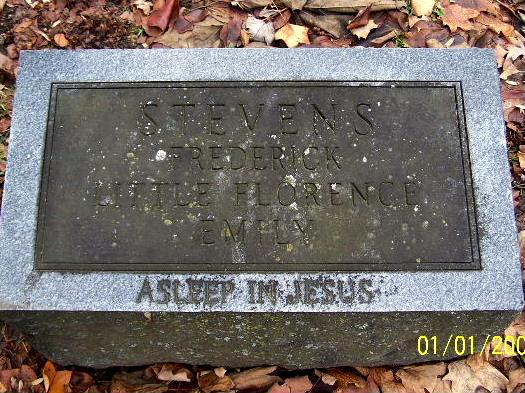 STEVENS
FREDERICK
LITTLE FLORENCE
EMILY
ASLEEP IN JESUS